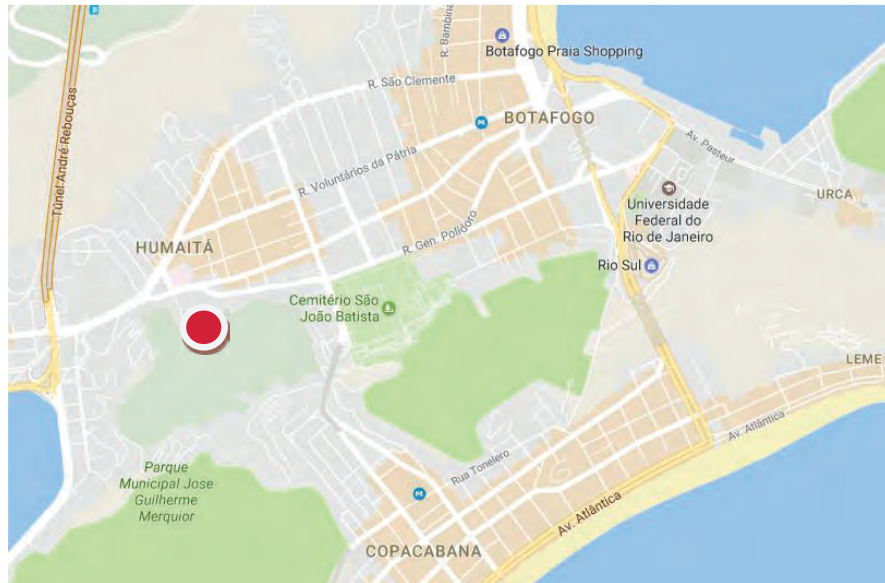 R. Bambina
Botafogo Praia Shopping
R. São Clemente
BOTAFOGO
Túnel André Rebouças
Av. Pasteur
R. Voluntários da Pátria
URCA
Universidade
Federal do
Rio de Janeiro
R. Gen. Polidoro
HUMAITÁ
Rio Sul
Cemitério São
João Batista
LEME
Av. Atlântica
Rua Tonelero
Parque
Municipal Jose
Guilherme
Merquior
Av. Atlântica
COPACABANA